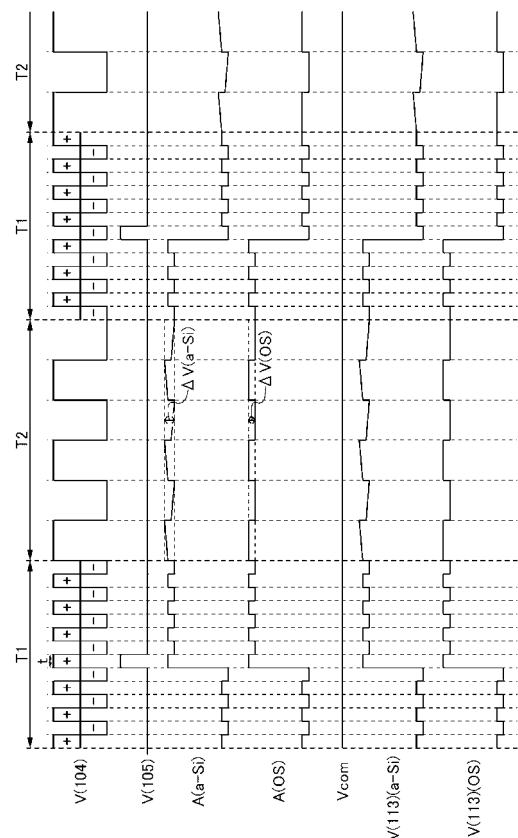 T1 T2 T1 T2
t
V(104) + - + - + - + - + - + - + - - + - + - + - + - + - + - +
V(105)
A(a-Si) ΔV(a-Si)
A(OS) ΔV(OS)
Vcom
V(113)(a-Si)
V(113)(OS)